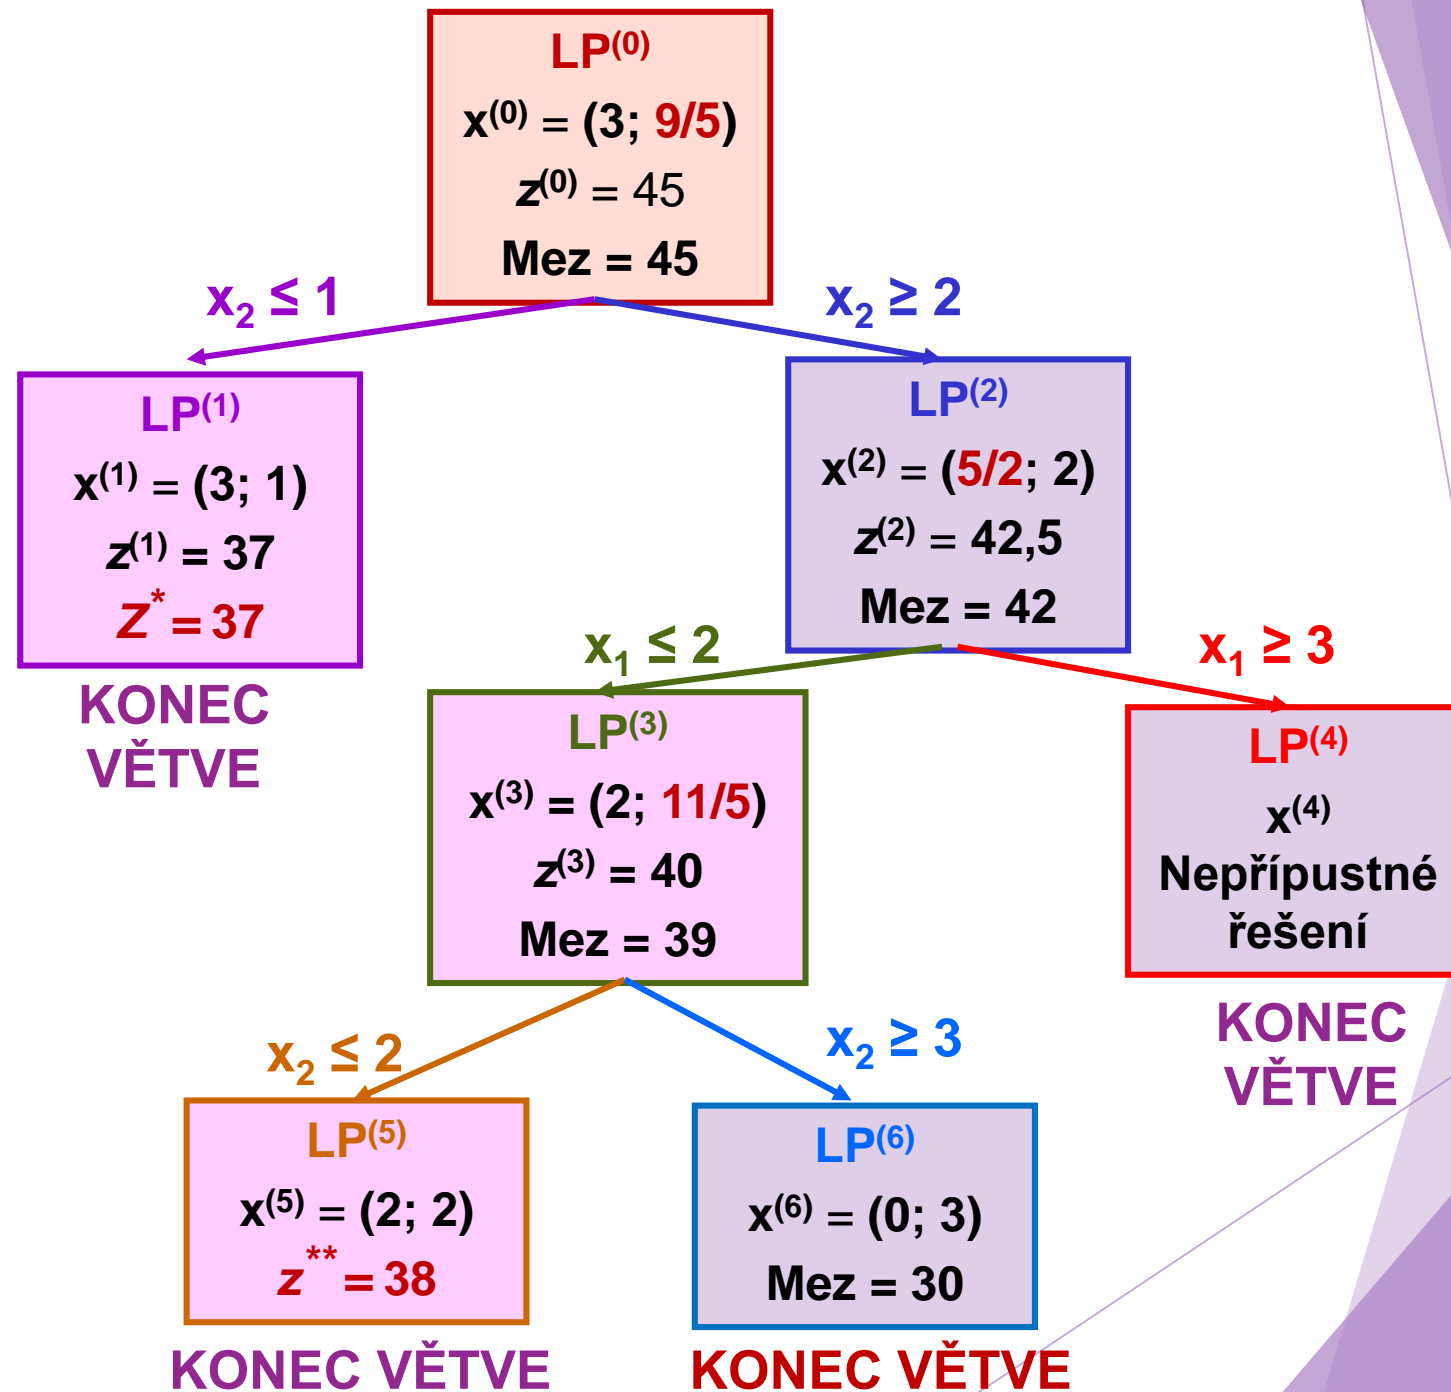 LP⁽⁰⁾
x⁽⁰⁾ = (3; 9/5)
z⁽⁰⁾ = 45
Mez = 45
x₂ ≤ 1
x₂ ≥ 2
LP⁽¹⁾
x⁽¹⁾ = (3; 1)
z⁽¹⁾ = 37
Z* = 37
KONEC
VĚTVE
LP⁽²⁾
x⁽²⁾ = (5/2; 2)
z⁽²⁾ = 42,5
Mez = 42
x₁ ≤ 2
x₁ ≥ 3
LP⁽³⁾
x⁽³⁾ = (2; 11/5)
z⁽³⁾ = 40
Mez = 39
LP⁽⁴⁾
x⁽⁴⁾
Nepřípustné
řešení
KONEC
VĚTVE
x₂ ≤ 2
x₂ ≥ 3
LP⁽⁵⁾
x⁽⁵⁾ = (2; 2)
z** = 38
KONEC VĚTVE
LP⁽⁶⁾
x⁽⁶⁾ = (0; 3)
Mez = 30
KONEC VĚTVE